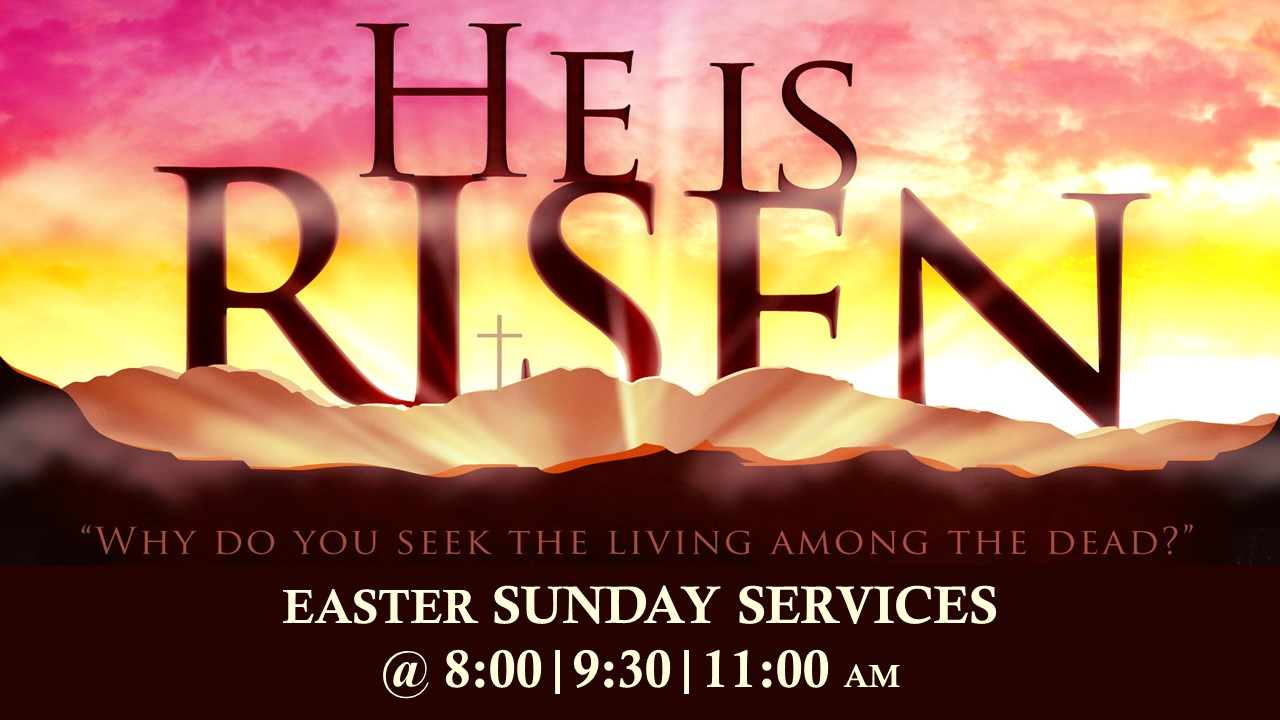 HE IS
RISEN
“WHY DO YOU SEEK THE LIVING AMONG THE DEAD?”
EASTER SUNDAY SERVICES
@ 8:00|9:30|11:00 AM